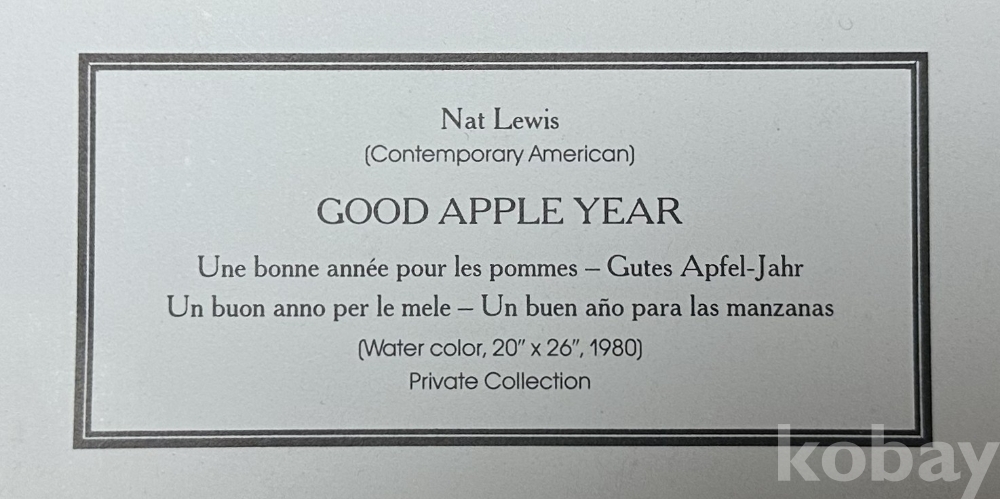 Nat Lewis
(Contemporary American)
GOOD APPLE YEAR
Une bonne année pour les pommes – Gutes Apfel-Jahr
Un buon anno per le mele – Un buen año para las manzanas
(Water color, 20" x 26", 1980)
Private Collection
kobay